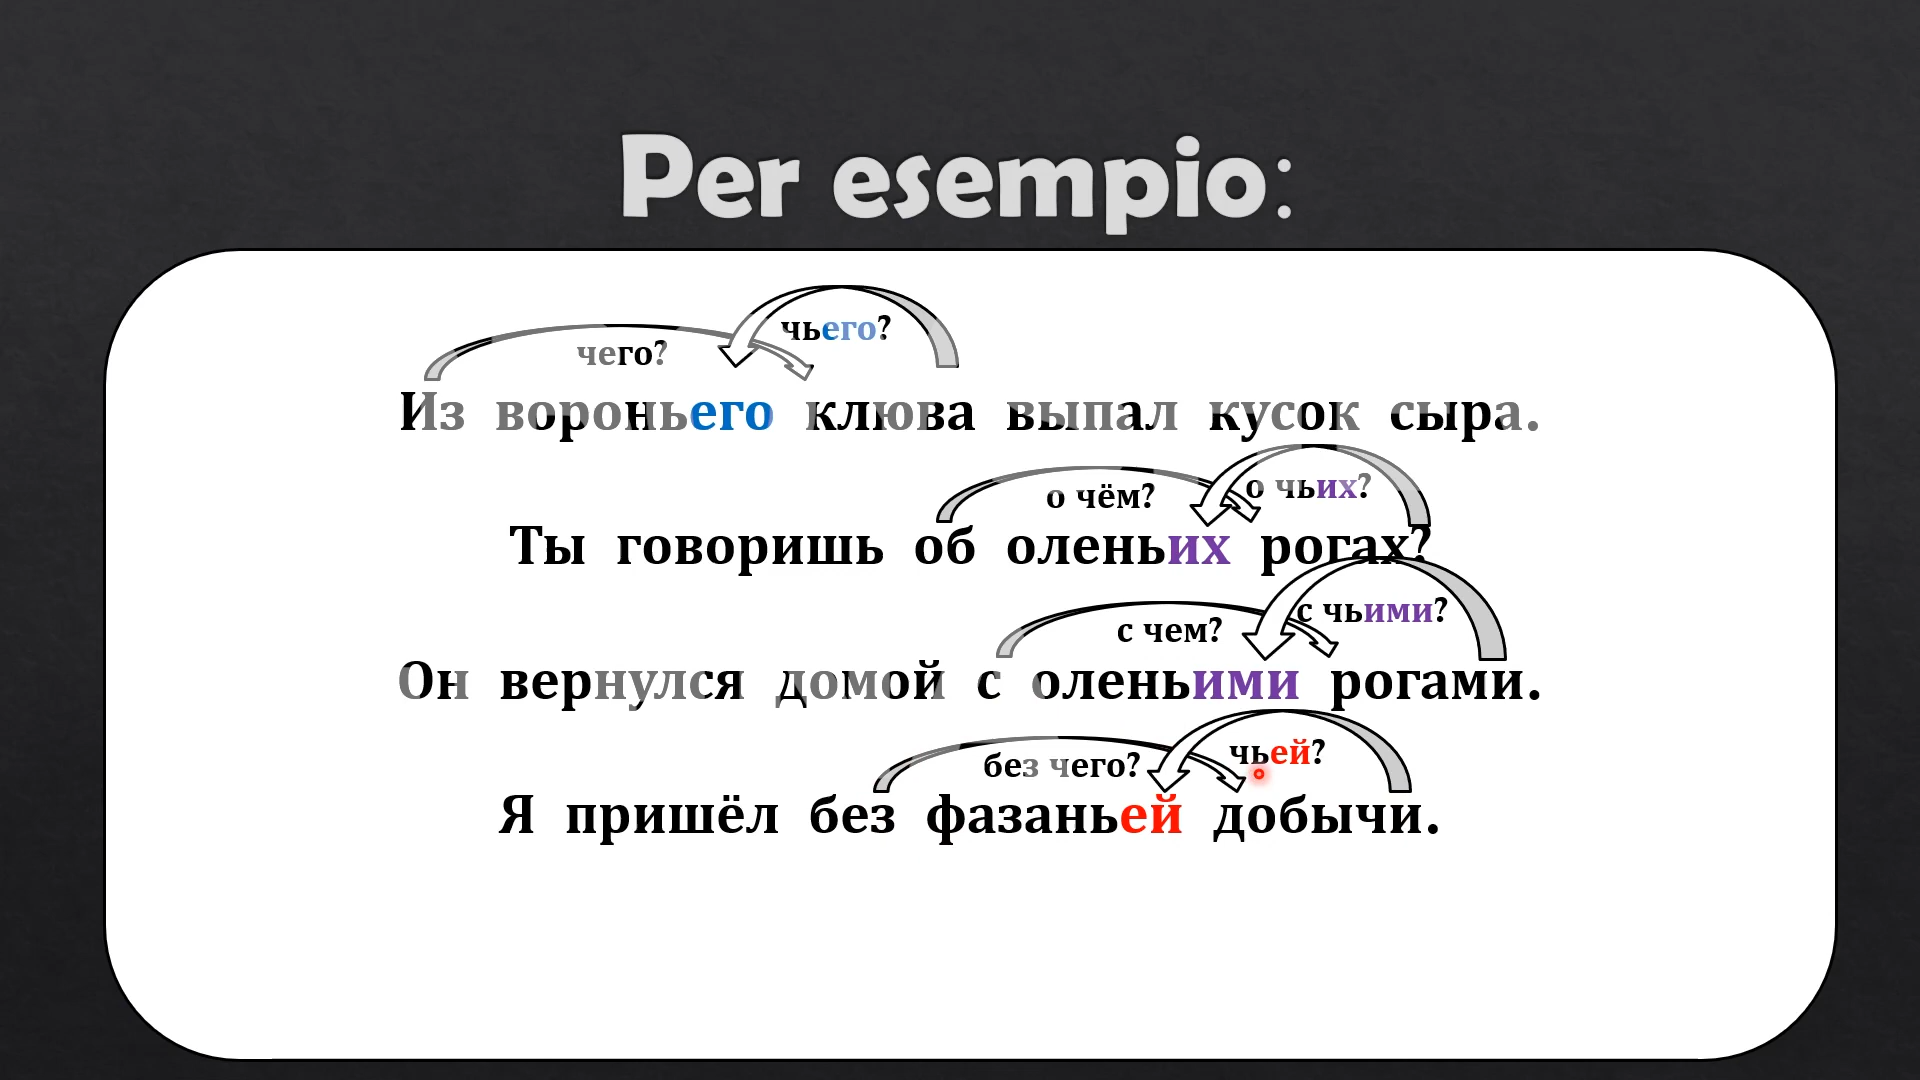 Per esempio:
чего? чьего?
Из вороньего клюва выпал кусок сыра.
о чём? о чьих?
Ты говоришь об оленьих рогах?
с чем? с чьими?
Он вернулся домой с оленьими рогами.
без чего? чьей?
Я пришёл без фазаньей добычи.